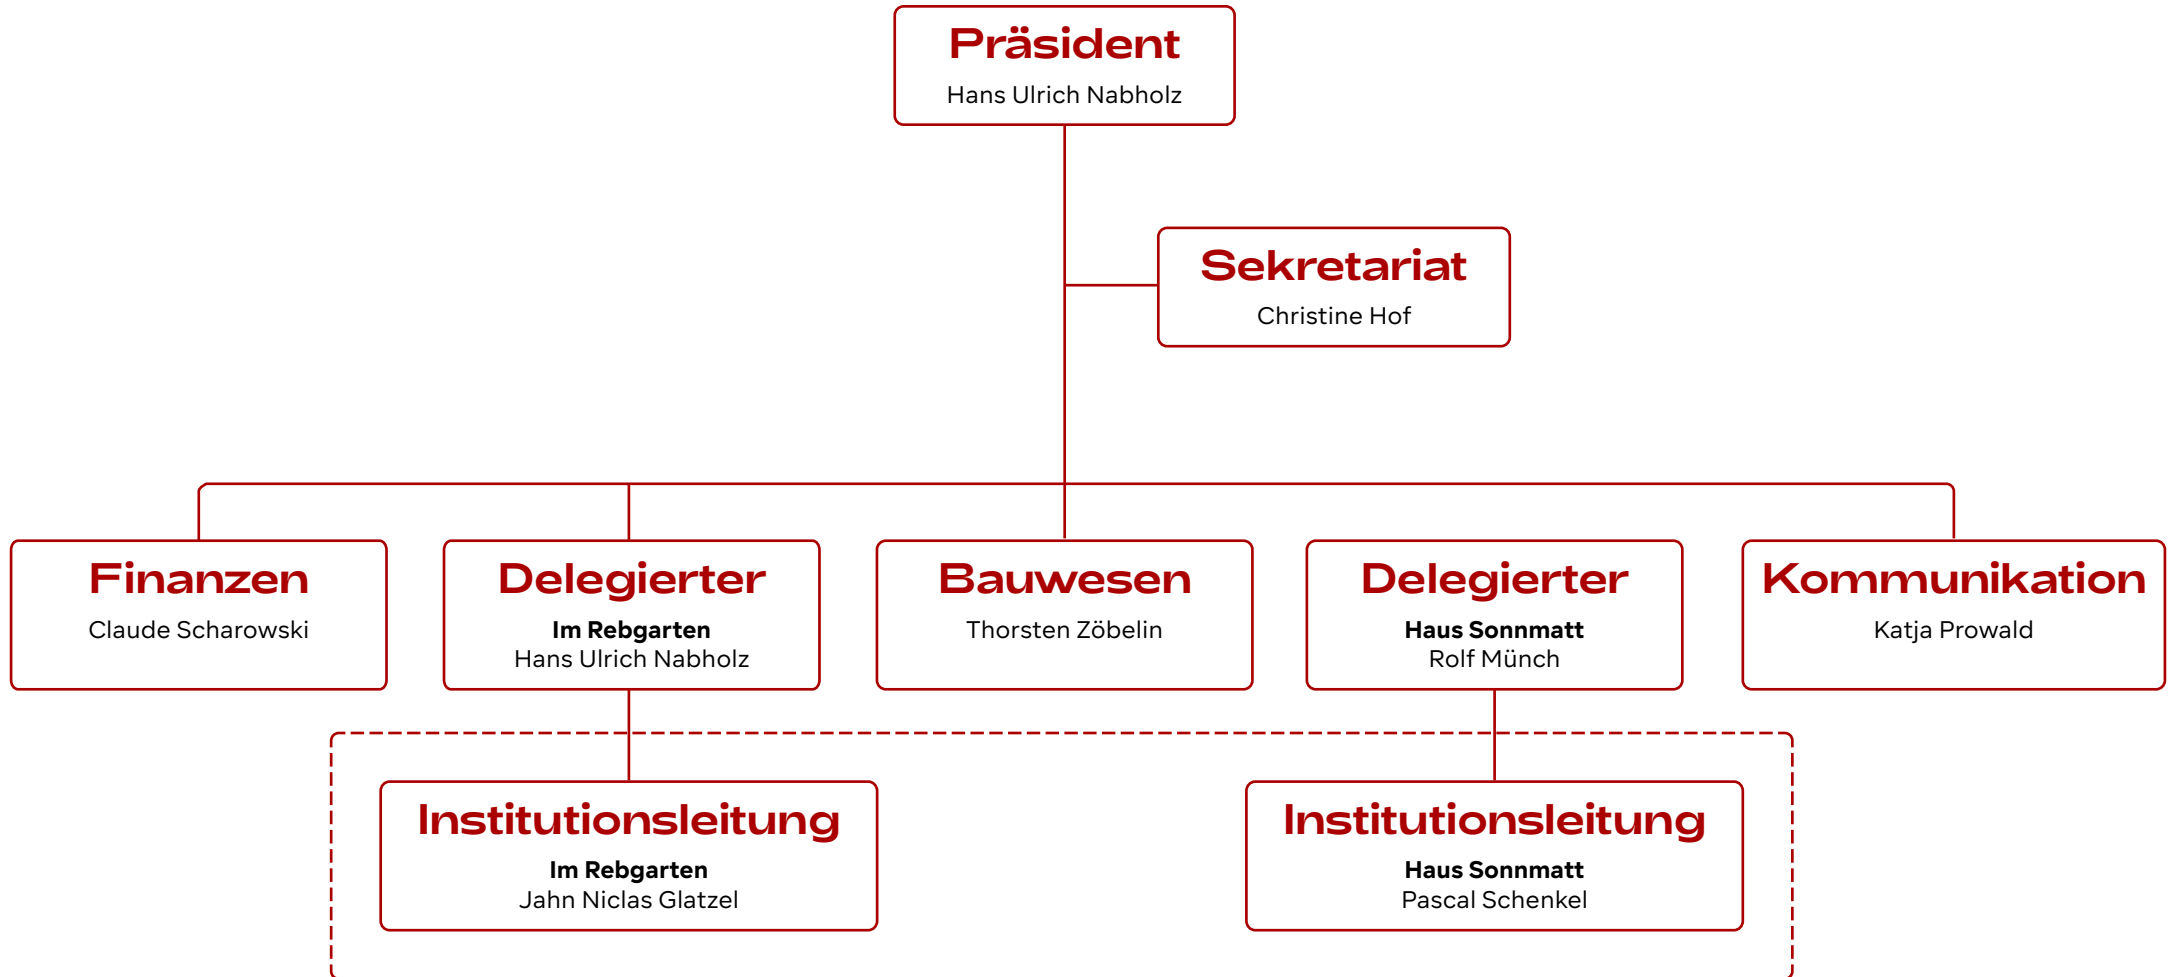 Präsident
Hans Ulrich Nabholz
Sekretariat
Christine Hof
Finanzen
Claude Scharowski
Delegierter
Im Rebgarten
Hans Ulrich Nabholz
Bauwesen
Thorsten Zöbelin
Delegierter
Haus Sonnmatt
Rolf Münch
Kommunikation
Katja Prowald
Institutionsleitung
Im Rebgarten
Jahn Niclas Glatzel
Institutionsleitung
Haus Sonnmatt
Pascal Schenkel